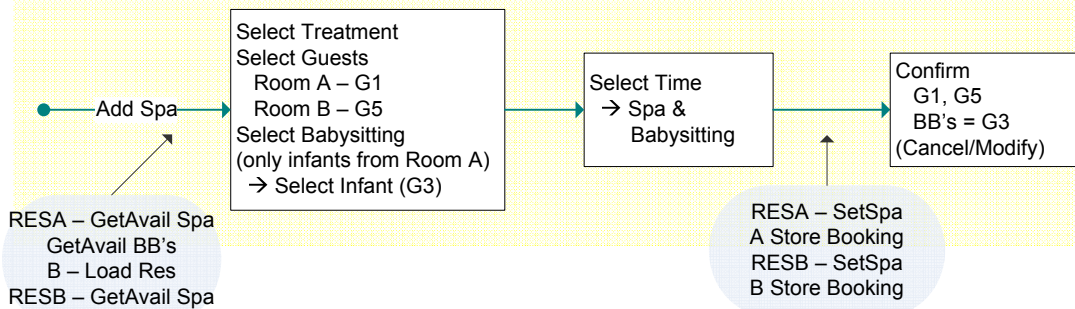 Add Spa
Select Treatment
Select Guests
Room A – G1
Room B – G5
Select Babysitting
(only infants from Room A)
→ Select Infant (G3)
Select Time
→ Spa &
Babysitting
Confirm
G1, G5
BB's = G3
(Cancel/Modify)
RESA – GetAvail Spa
GetAvail BB's
B – Load Res
RESB – GetAvail Spa
RESA – SetSpa
A Store Booking
RESB – SetSpa
B Store Booking